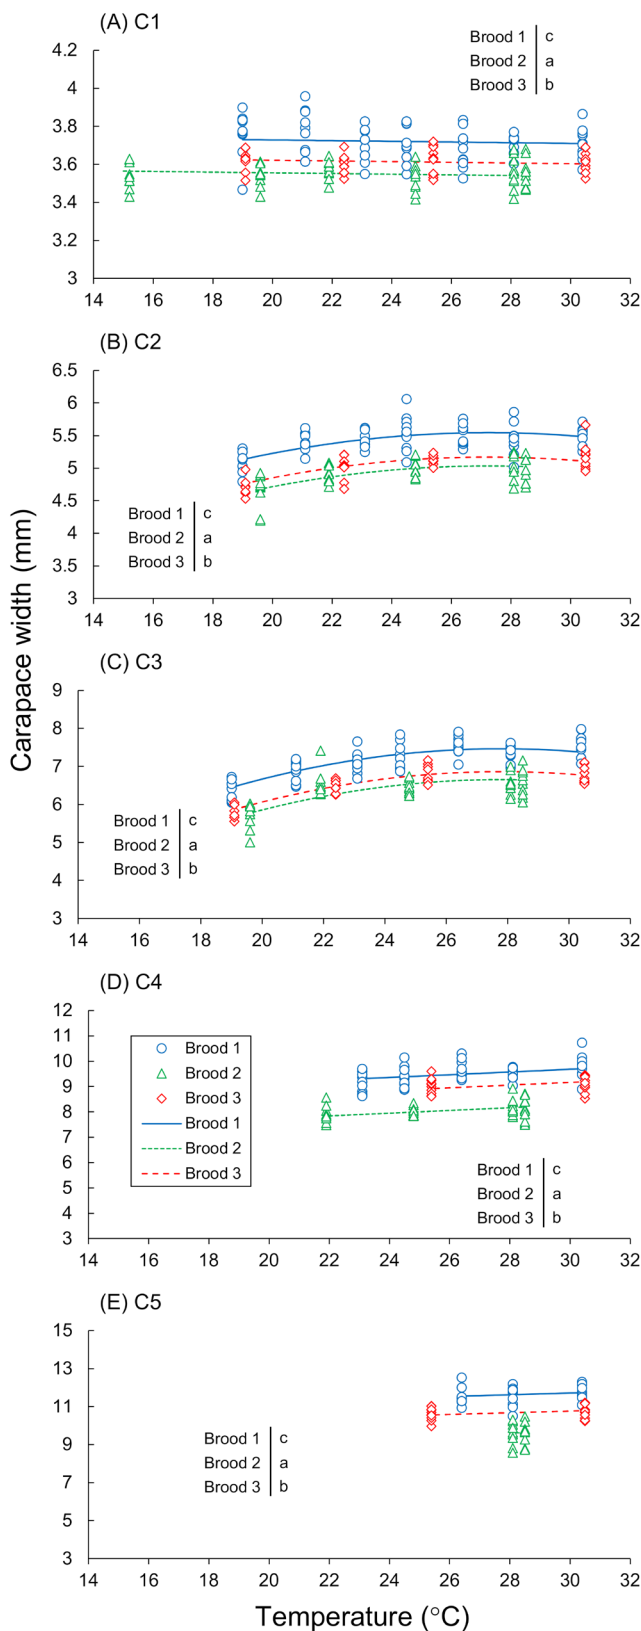 (A) C1
Brood 1 c
Brood 2 a
Brood 3 b
4.2
4
3.8
3.6
3.4
3.2
3
14 16 18 20 22 24 26 28 30 32
(B) C2
6.5
6
5.5
5
4.5
4
3.5
3
Brood 1 c
Brood 2 a
Brood 3 b
14 16 18 20 22 24 26 28 30 32
Carapace width (mm)
(C) C3
9
8
7
6
5
4
3
Brood 1 c
Brood 2 a
Brood 3 b
14 16 18 20 22 24 26 28 30 32
(D) C4
12
11
10
9
8
7
6
5
4
3
Brood 1
Brood 2
Brood 3
Brood 1
Brood 2
Brood 3
Brood 1 c
Brood 2 a
Brood 3 b
14 16 18 20 22 24 26 28 30 32
(E) C5
15
13
11
9
7
5
3
Brood 1 c
Brood 2 a
Brood 3 b
14 16 18 20 22 24 26 28 30 32
Temperature (°C)